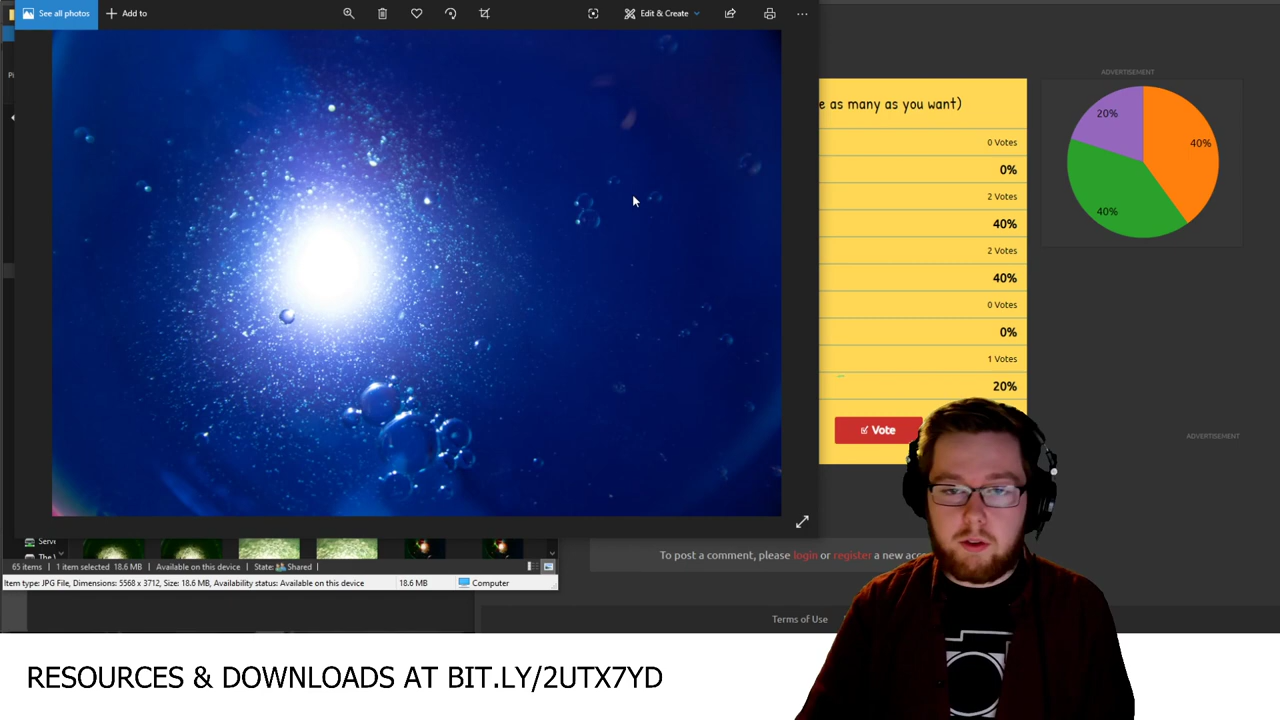 See all photos
Add to
Edit & Create
Pi
ADVERTISEMENT
e as many as you want)
0 Votes
0%
2 Votes
40%
2 Votes
40%
0 Votes
0%
1 Votes
20%
Vote
20%
40%
40%
ADVERTISEMENT
Serv
The \
65 items
1 item selected 18.6 MB
Available on this device
State:
Shared
Item type: JPG File, Dimensions: 5568 x 3712, Size: 18.6 MB, Availability status: Available on this device
18.6 MB
Computer
To post a comment, please login or register a new acc
Terms of Use
RESOURCES & DOWNLOADS AT BIT.LY/2UTX7YD